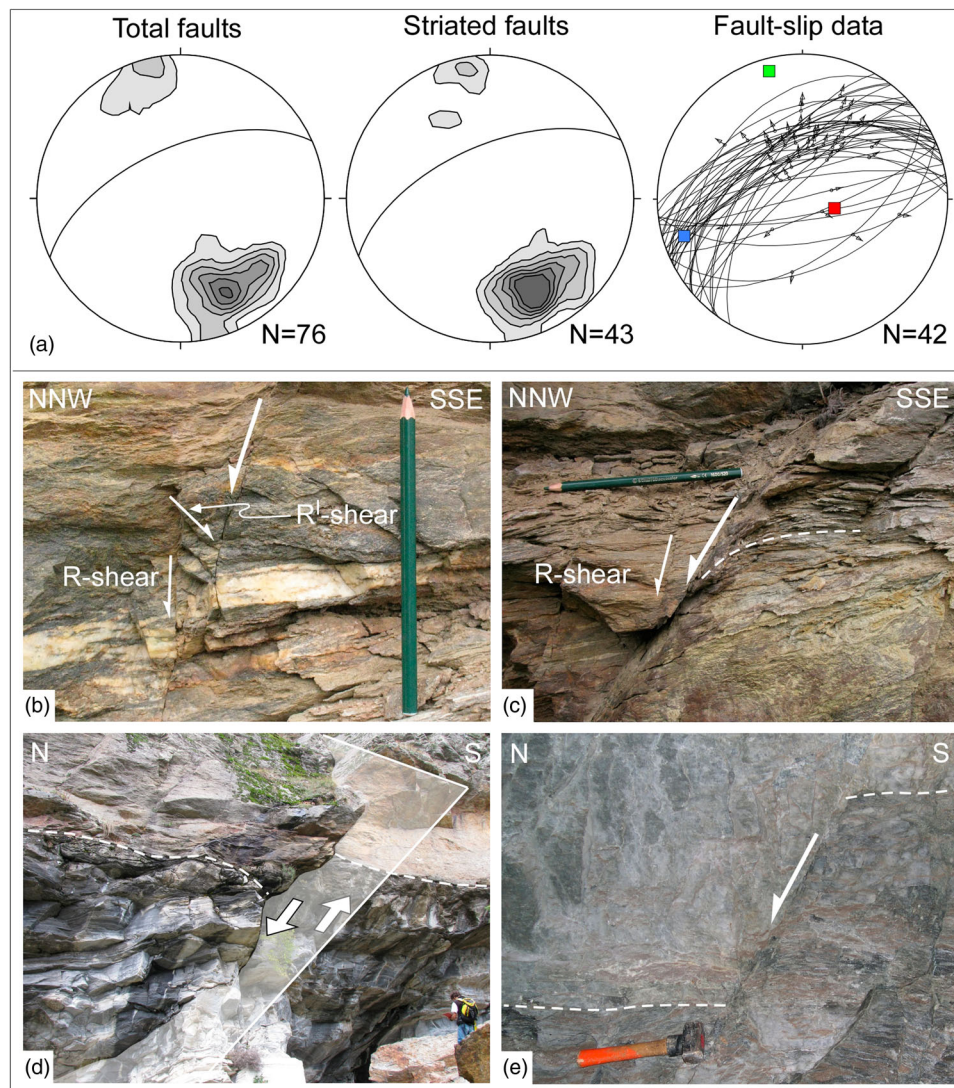 Total faults
Striated faults
Fault-slip data
(a)
N=76
N=43
N=42
NNW
SSE
R'-shear
R-shear
(b)
NNW
SSE
R-shear
(c)
N
S
(d)
N
S
(e)